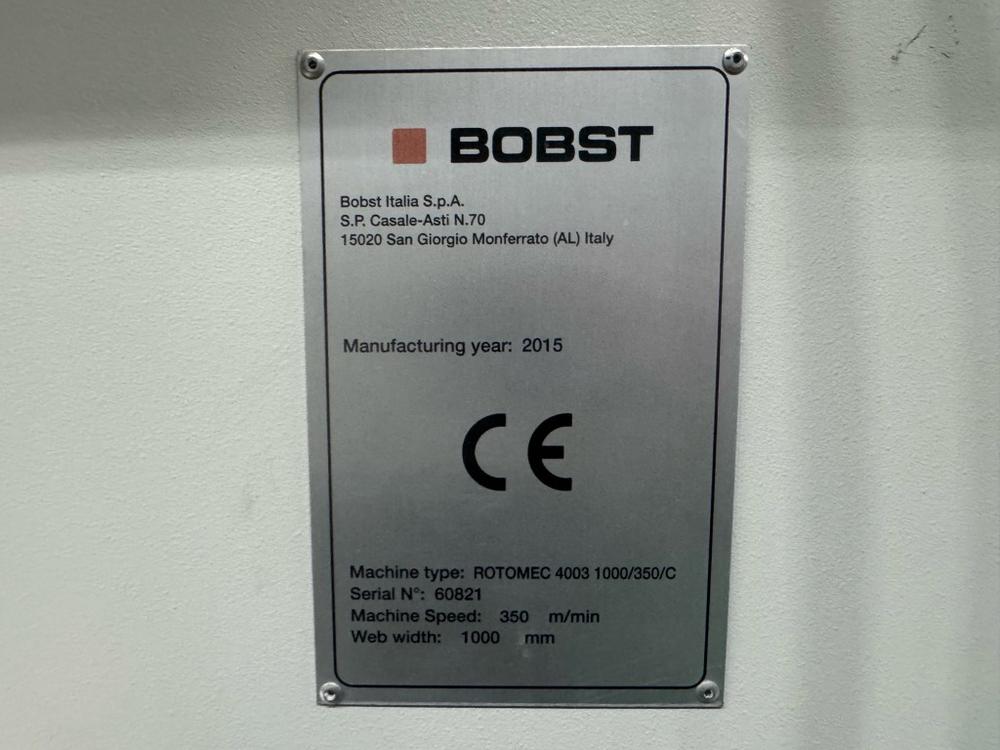 BOBST
Bobst Italia S.p.A.
S.P. Casale-Asti N.70
15020 San Giorgio Monferrato (AL) Italy
Manufacturing year: 2015
CE
Machine type: ROTOMEC 4003 1000/350/C
Serial N°: 60821
Machine Speed: 350 m/min
Web width: 1000 mm